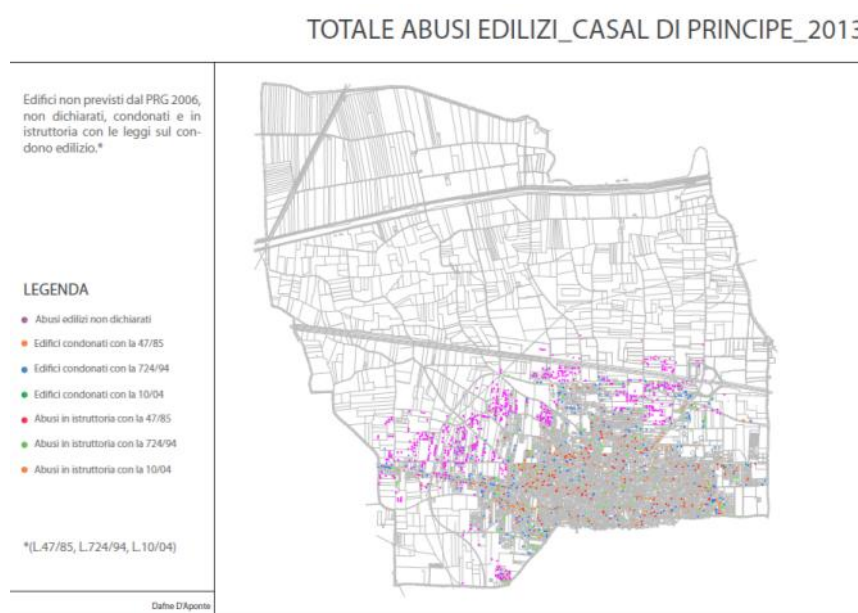 TOTALE ABUSI EDILIZI_CASAL DI PRINCIPE_2013
Edifici non previsti dal PRG 2006,
non dichiarati, condonati e in
istruttoria con le leggi sul con-
dono edilizio.*
LEGENDA
Abusi edilizi non dichiarati
Edifici condonati con la 47/85
Edifici condonati con la 724/94
Edifici condonati con la 10/04
Abusi in istruttoria con la 47/85
Abusi in istruttoria con la 724/94
Abusi in istruttoria con la 10/04
*(L.47/85, L.724/94, L.10/04)
Dafne D'Aponte